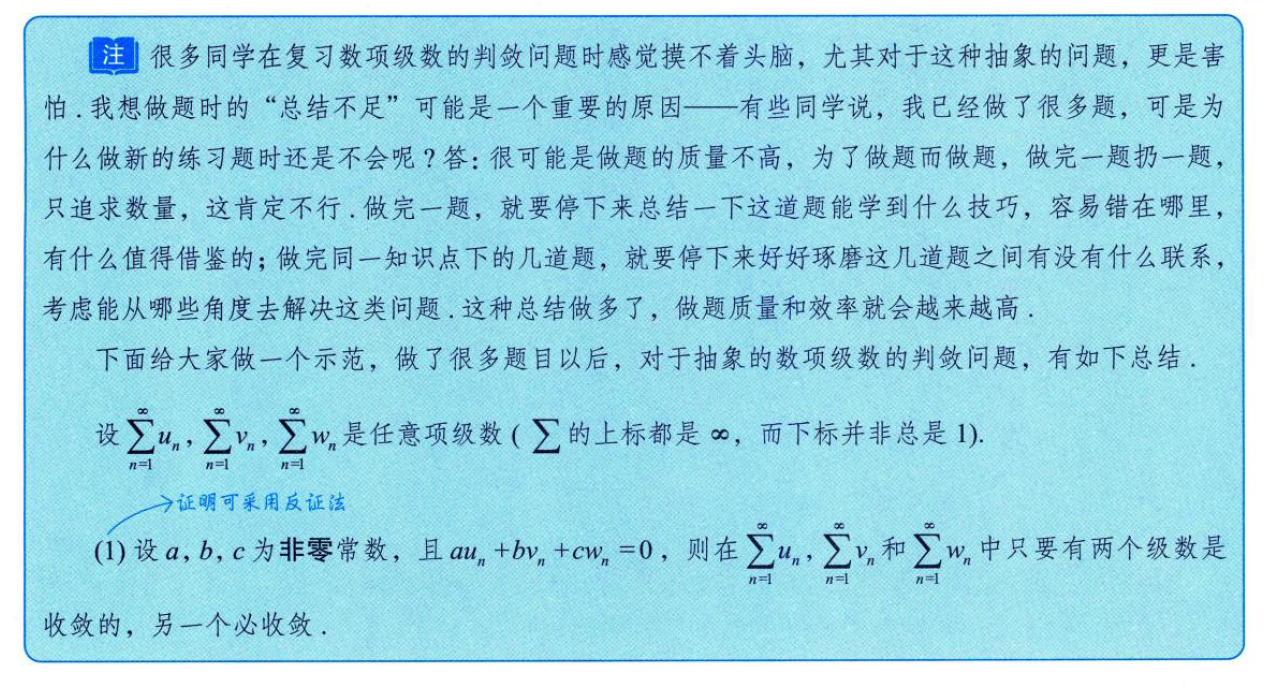 注 很多同学在复习数项级数的判敛问题时感觉摸不着头脑，尤其对于这种抽象的问题，更是害
怕.我想做题时的“总结不足”可能是一个重要的原因——有些同学说，我已经做了很多题，可是为
什么做新的练习题时还是不会呢？答：很可能是做题的质量不高，为了做题而做题，做完一题扔一题，
只追求数量，这肯定不行.做完一题，就要停下来总结一下这道题能学到什么技巧，容易错在哪里，
有什么值得借鉴的；做完同一知识点下的几道题，就要停下来好好琢磨这几道题之间有没有什么联系，
考虑能从哪些角度去解决这类问题.这种总结做多了，做题质量和效率就会越来越高.
下面给大家做一个示范，做了很多题目以后，对于抽象的数项级数的判敛问题，有如下总结.
设 $\sum_{n=1}^{\infty} u_n$, $\sum_{n=1}^{\infty} v_n$, $\sum_{n=1}^{\infty} w_n$ 是任意项级数 ( $\sum$ 的上标都是 ∞，而下标并非总是 1).
证明可采用反证法
(1) 设 a, b, c 为非零常数，且 $au_n + bv_n + cw_n = 0$，则在 $\sum_{n=1}^{\infty} u_n$, $\sum_{n=1}^{\infty} v_n$ 和 $\sum_{n=1}^{\infty} w_n$ 中只要有两个级数是
收敛的，另一个必收敛.